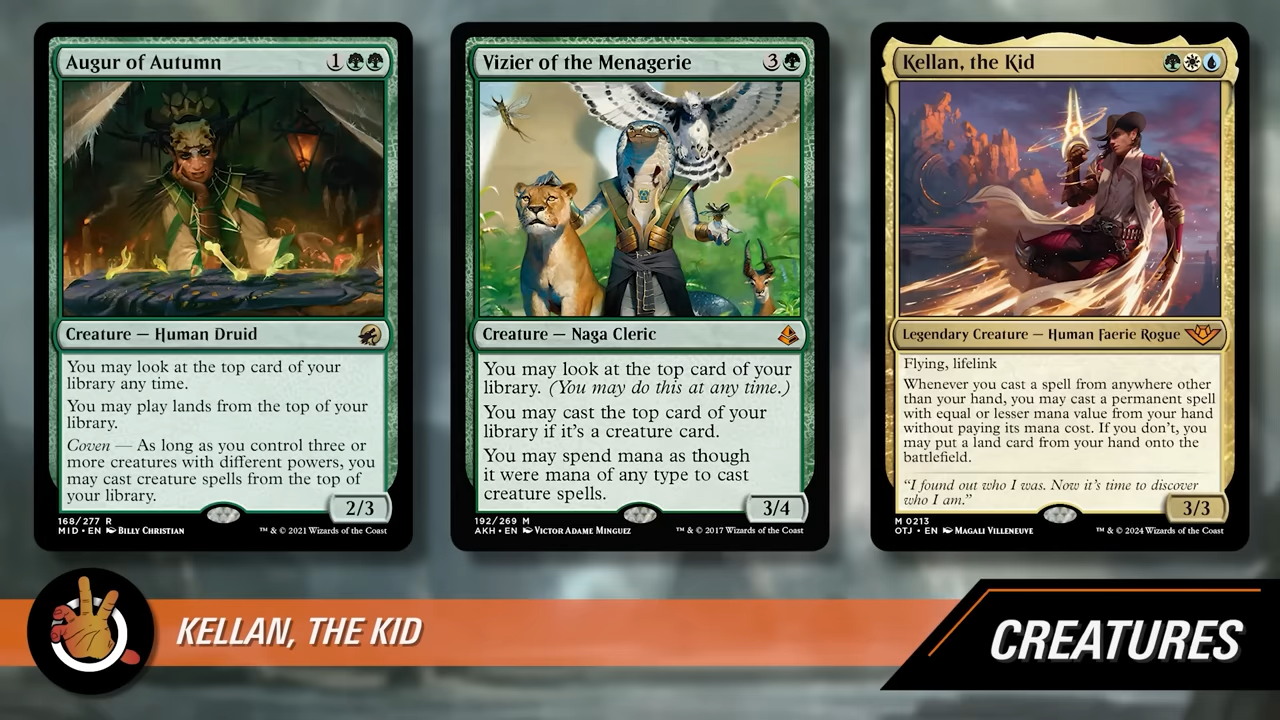 Augur of Autumn
1
Creature — Human Druid
You may look at the top card of your
library any time.
You may play lands from the top of your
library.
Coven — As long as you control three or
more creatures with different powers, you
may cast creature spells from the top of
your library.
2/3
168/277 R
MID • EN Billy Christian
™ & © 2021 Wizards of the Coast
Vizier of the Menagerie
3
Creature — Naga Cleric
You may look at the top card of your
library. (You may do this at any time.)
You may cast the top card of your
library if it's a creature card.
You may spend mana as though
it were mana of any type to cast
creature spells.
3/4
192/269 M
AKH • EN Victor Adame Minguez
™ & © 2017 Wizards of the Coast
Kellan, the Kid
Legendary Creature — Human Faerie Rogue
Flying, lifelink
Whenever you cast a spell from anywhere other
than your hand, you may cast a permanent spell
with equal or lesser mana value from your hand
without paying its mana cost. If you don't, you
may put a land card from your hand onto the
battlefield.
“I found out who I was. Now it's time to discover
who I am.”
3/3
M 0213
OTJ • EN Magali Villeneuve
™ & © 2024 Wizards of the Coast
KELLAN, THE KID
CREATURES